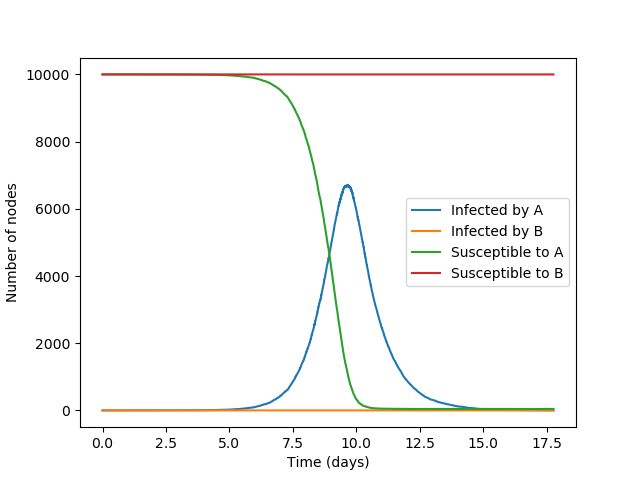 10000
8000
6000
4000
2000
0
Number of nodes
Infected by A
Infected by B
Susceptible to A
Susceptible to B
0.0 2.5 5.0 7.5 10.0 12.5 15.0 17.5
Time (days)